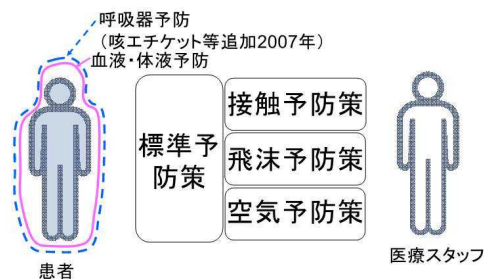 呼吸器予防
(咳エチケット等追加2007年)
血液・体液予防
標準予
防策
接触予防策
飛沫予防策
空気予防策
患者
医療スタッフ